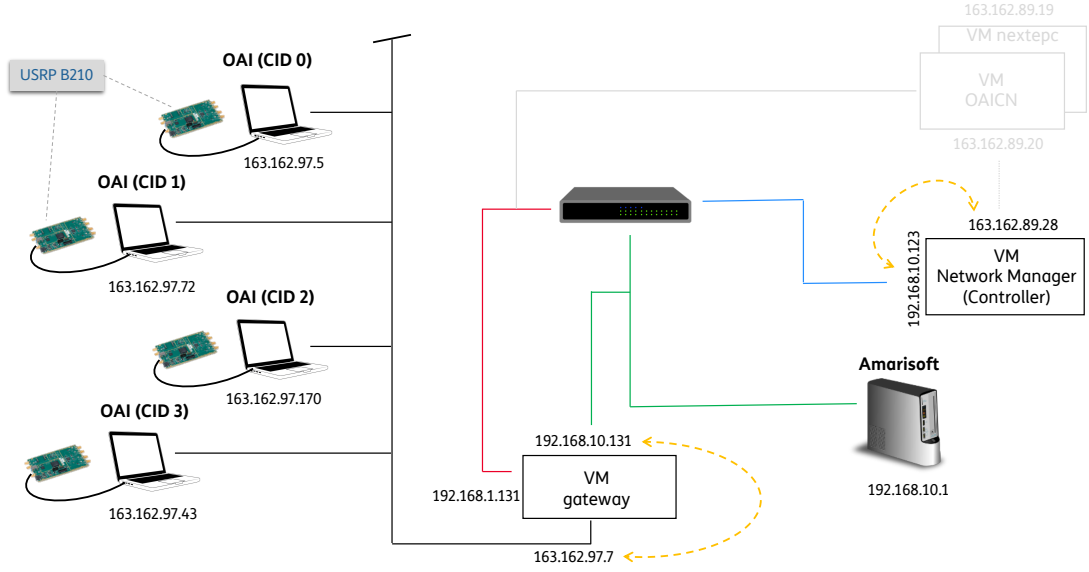 163.162.89.19
VM nextepc
VM
OAICN
163.162.89.20
OAI (CID 0)
USRP B210
163.162.97.5
OAI (CID 1)
163.162.97.72
OAI (CID 2)
163.162.97.170
OAI (CID 3)
163.162.97.43
163.162.89.28
192.168.10.123
VM
Network Manager
(Controller)
Amarisoft
192.168.10.1
192.168.10.131
VM
gateway
192.168.1.131
163.162.97.7